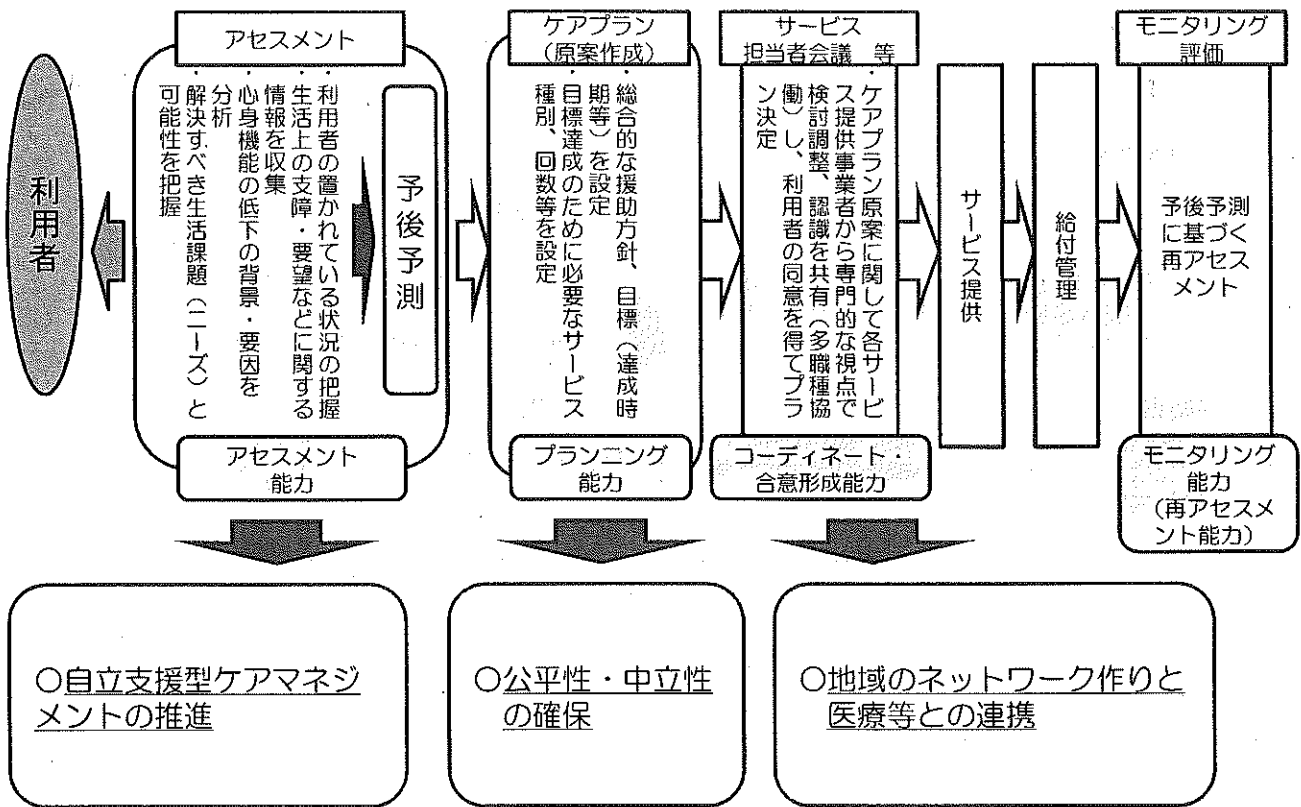 利用者
アセスメント
・利用者の置かれている状況の把握
・生活上の支障・要望などに関する
情報を収集
・心身機能の低下の背景・要因を
分析
・解決すべき生活課題（ニーズ）と
可能性を把握
予後予測
アセスメント
能力
ケアプラン
（原案作成）
・総合的な援助方針、目標（達成時
期等）を設定
・目標達成のために必要なサービス
種別、回数等を設定
プランニング
能力
サービス
担当者会議 等
・ケアプラン原案に関して各サービ
ス提供事業者から専門的な視点で
検討調整、認識を共有（多職種協
働）し、利用者の同意を得てプラ
ン決定
コーディネート・
合意形成能力
サービス提供
給付管理
モニタリング
評価
予後予測
に基づく
再アセス
メント
モニタリング
能力
（再アセスメ
ント能力）
○自立支援型ケアマネジ
メントの推進
○公平性・中立性
の確保
○地域のネットワーク作りと
医療等との連携